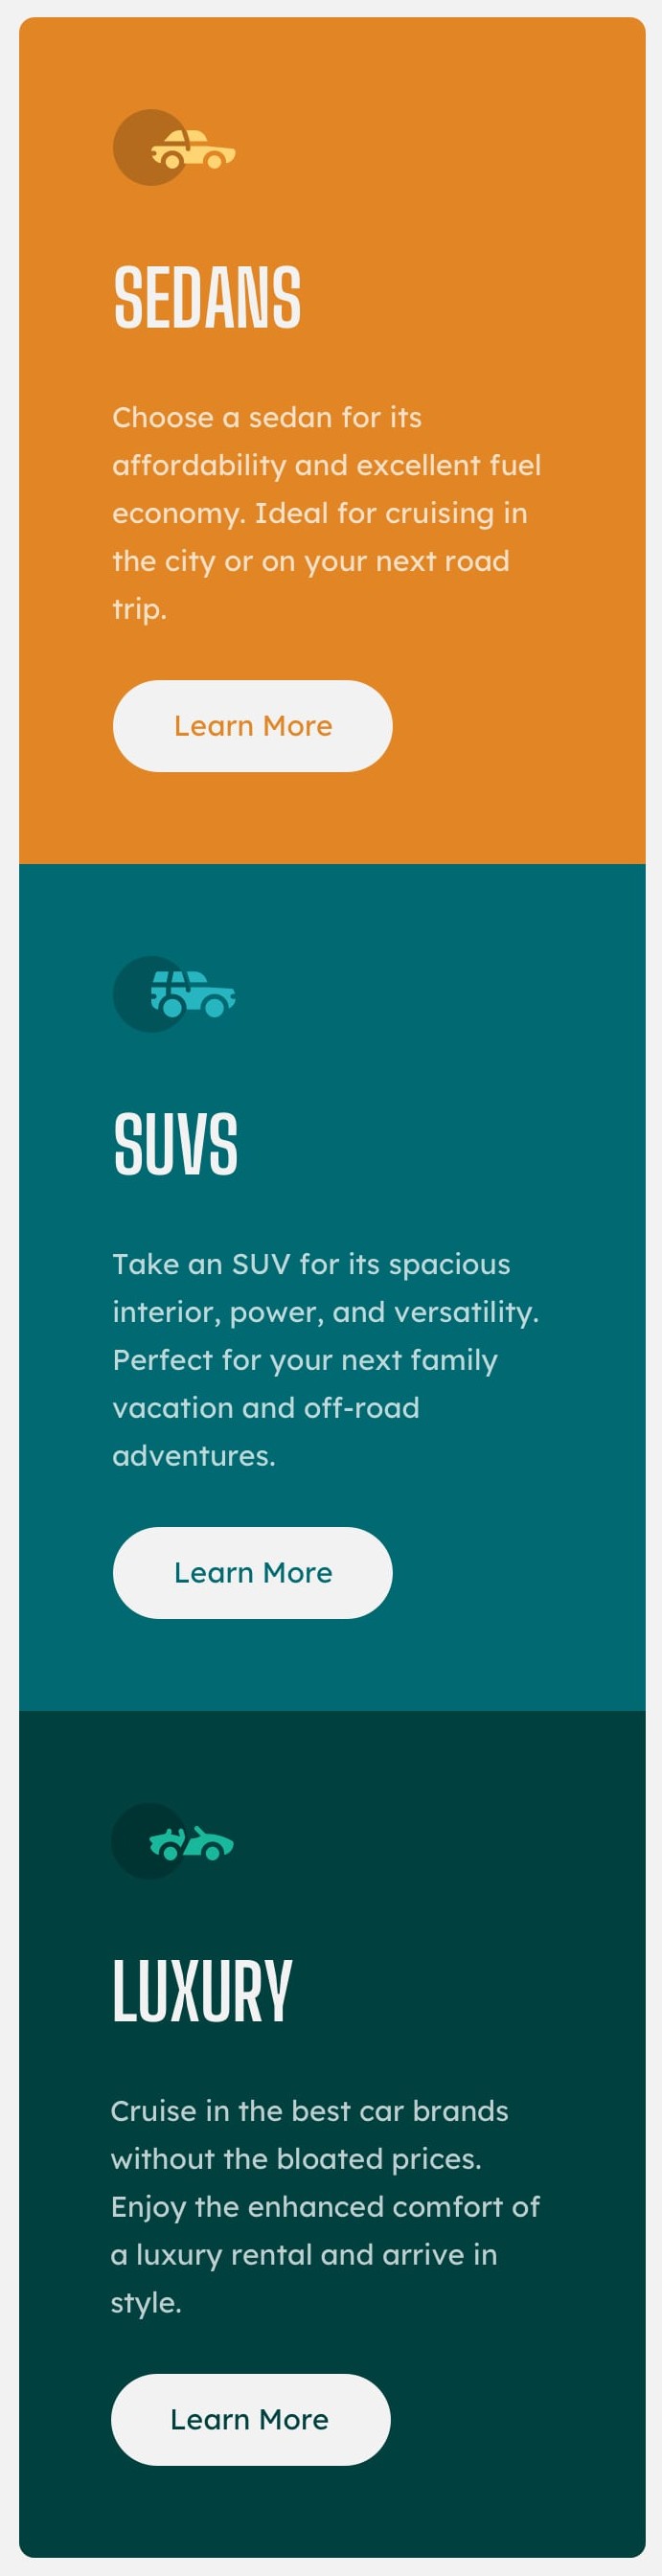 SEDANS
Choose a sedan for its
affordability and excellent fuel
economy. Ideal for cruising in
the city or on your next road
trip.
Learn More
SUVS
Take an SUV for its spacious
interior, power, and versatility.
Perfect for your next family
vacation and off-road
adventures.
Learn More
LUXURY
Cruise in the best car brands
without the bloated prices.
Enjoy the enhanced comfort of
a luxury rental and arrive in
style.
Learn More